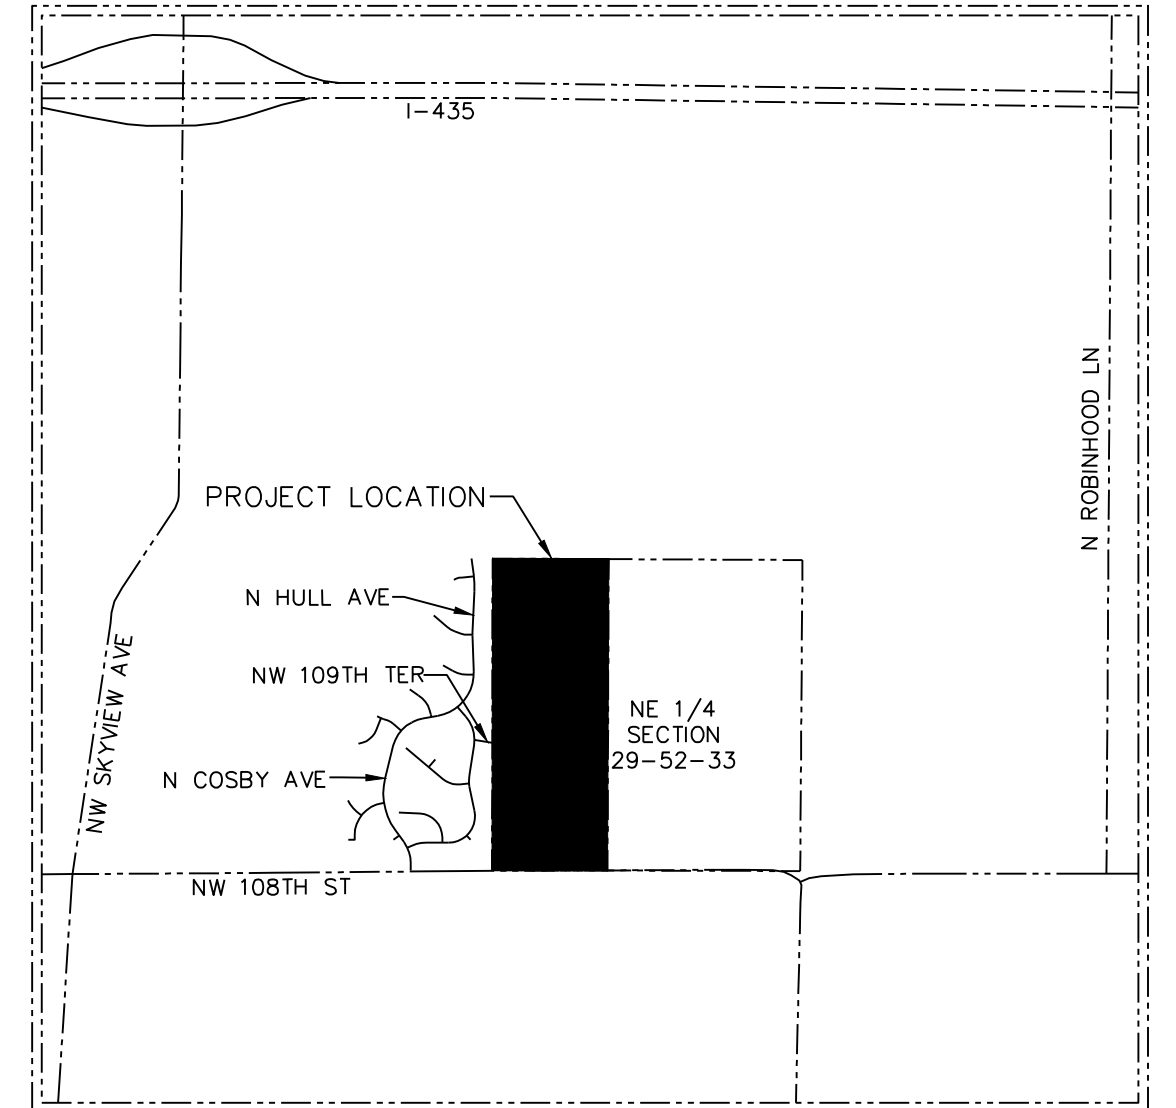 I-435
N ROBINHOOD LN
PROJECT LOCATION
N HULL AVE
NW 109TH TER
NW SKYVIEW AVE
NE 1/4
SECTION
29-52-33
N COSBY AVE
NW 108TH ST